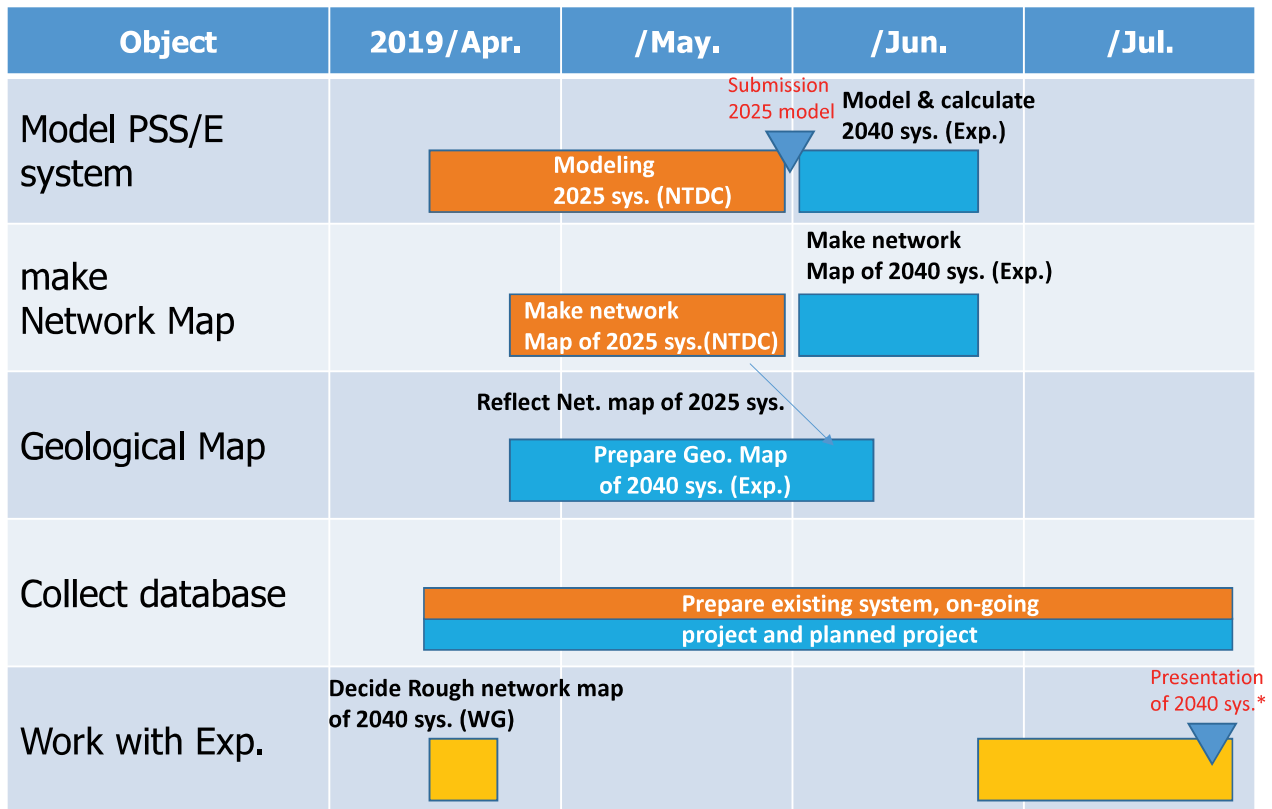 Object
2019/Apr.
/May.
/Jun.
/Jul.
Model PSS/E
system
Submission
2025 model
Model & calculate
2040 sys. (Exp.)
Modeling
2025 sys. (NTDC)
make
Network Map
Make network
Map of 2040 sys. (Exp.)
Make network
Map of 2025 sys.(NTDC)
Geological Map
Reflect Net. map of 2025 sys.
Prepare Geo. Map
of 2040 sys. (Exp.)
Collect database
Prepare existing system, on-going
project and planned project
Work with Exp.
Decide Rough network map
of 2040 sys. (WG)
Presentation
of 2040 sys.*